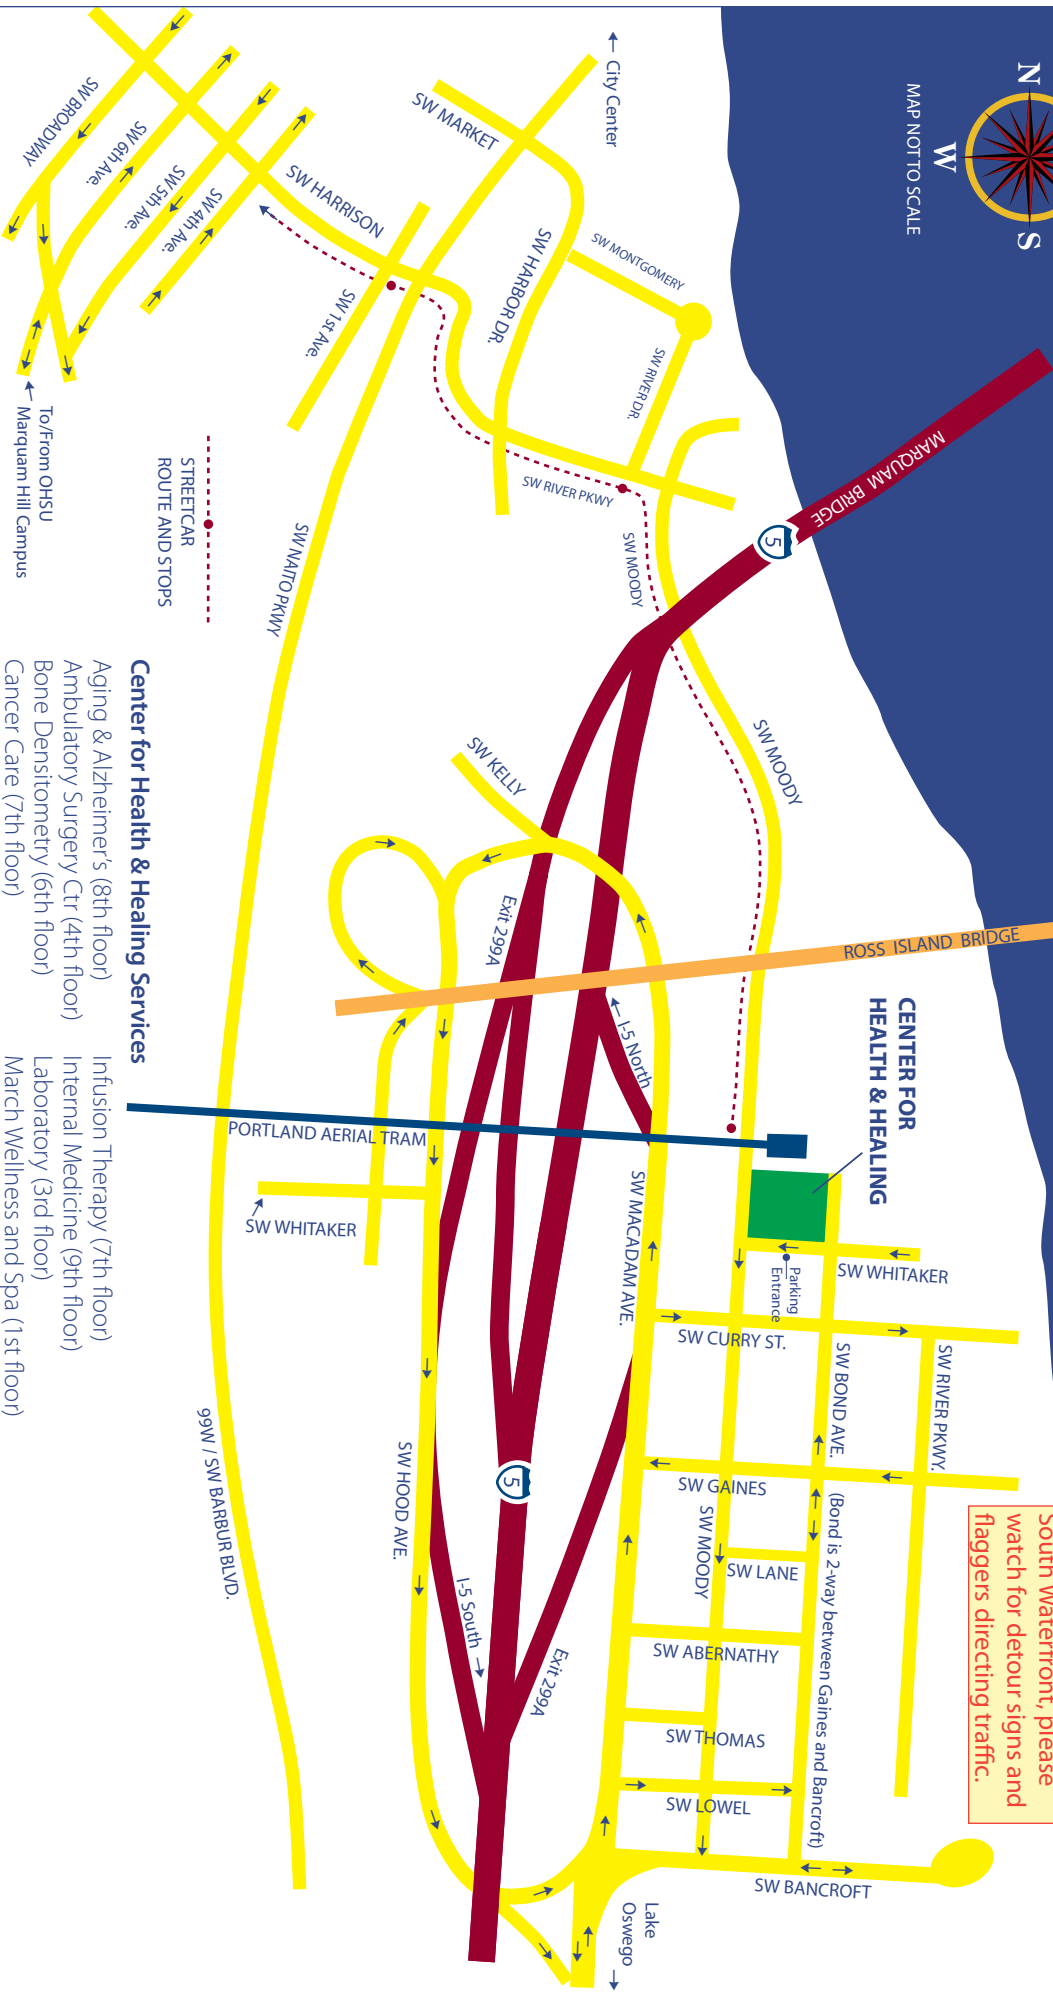 N
W
S
MAP NOT TO SCALE
South Waterfront, please
watch for detour signs and
flaggers directing traffic.
← City Center
SW MARKET
SW HARRISON
SW BROADWAY
SW 6th Ave.
SW 5th Ave.
SW 4th Ave.
SW 1st Ave.
SW HARBOR DR.
SW MONTGOMERY
SW RIVER DR.
SW RIVER PKWY
SW MOODY
MARQUAM BRIDGE
5
SW NAITO PKWY
To/From OHSU
← Marquam Hill Campus
STREETCAR
ROUTE AND STOPS
SW MOODY
SW KELLY
Exit 299A
ROSS ISLAND BRIDGE
← I-5 North
CENTER FOR
HEALTH & HEALING
PORTLAND AERIAL TRAM
SW WHITAKER
SW MACADAM AVE.
SW WHITAKER
Parking
Entrance
SW CURRY ST.
SW BOND AVE.
SW RIVER PKWY.
(Bond is 2-way between Gaines and Bancroft)
SW GAINES
SW MOODY
SW LANE
SW ABERNATHY
SW THOMAS
SW LOWEL
SW BANCROFT
SW HOOD AVE.
5
I-5 South →
Exit 299A
99W / SW BARBUR BLVD.
Lake
Oswego →
Center for Health & Healing Services
Aging & Alzheimer's (8th floor)
Ambulatory Surgery Ctr (4th floor)
Bone Densitometry (6th floor)
Cancer Care (7th floor)
Infusion Therapy (7th floor)
Internal Medicine (9th floor)
Laboratory (3rd floor)
March Wellness and Spa (1st floor)